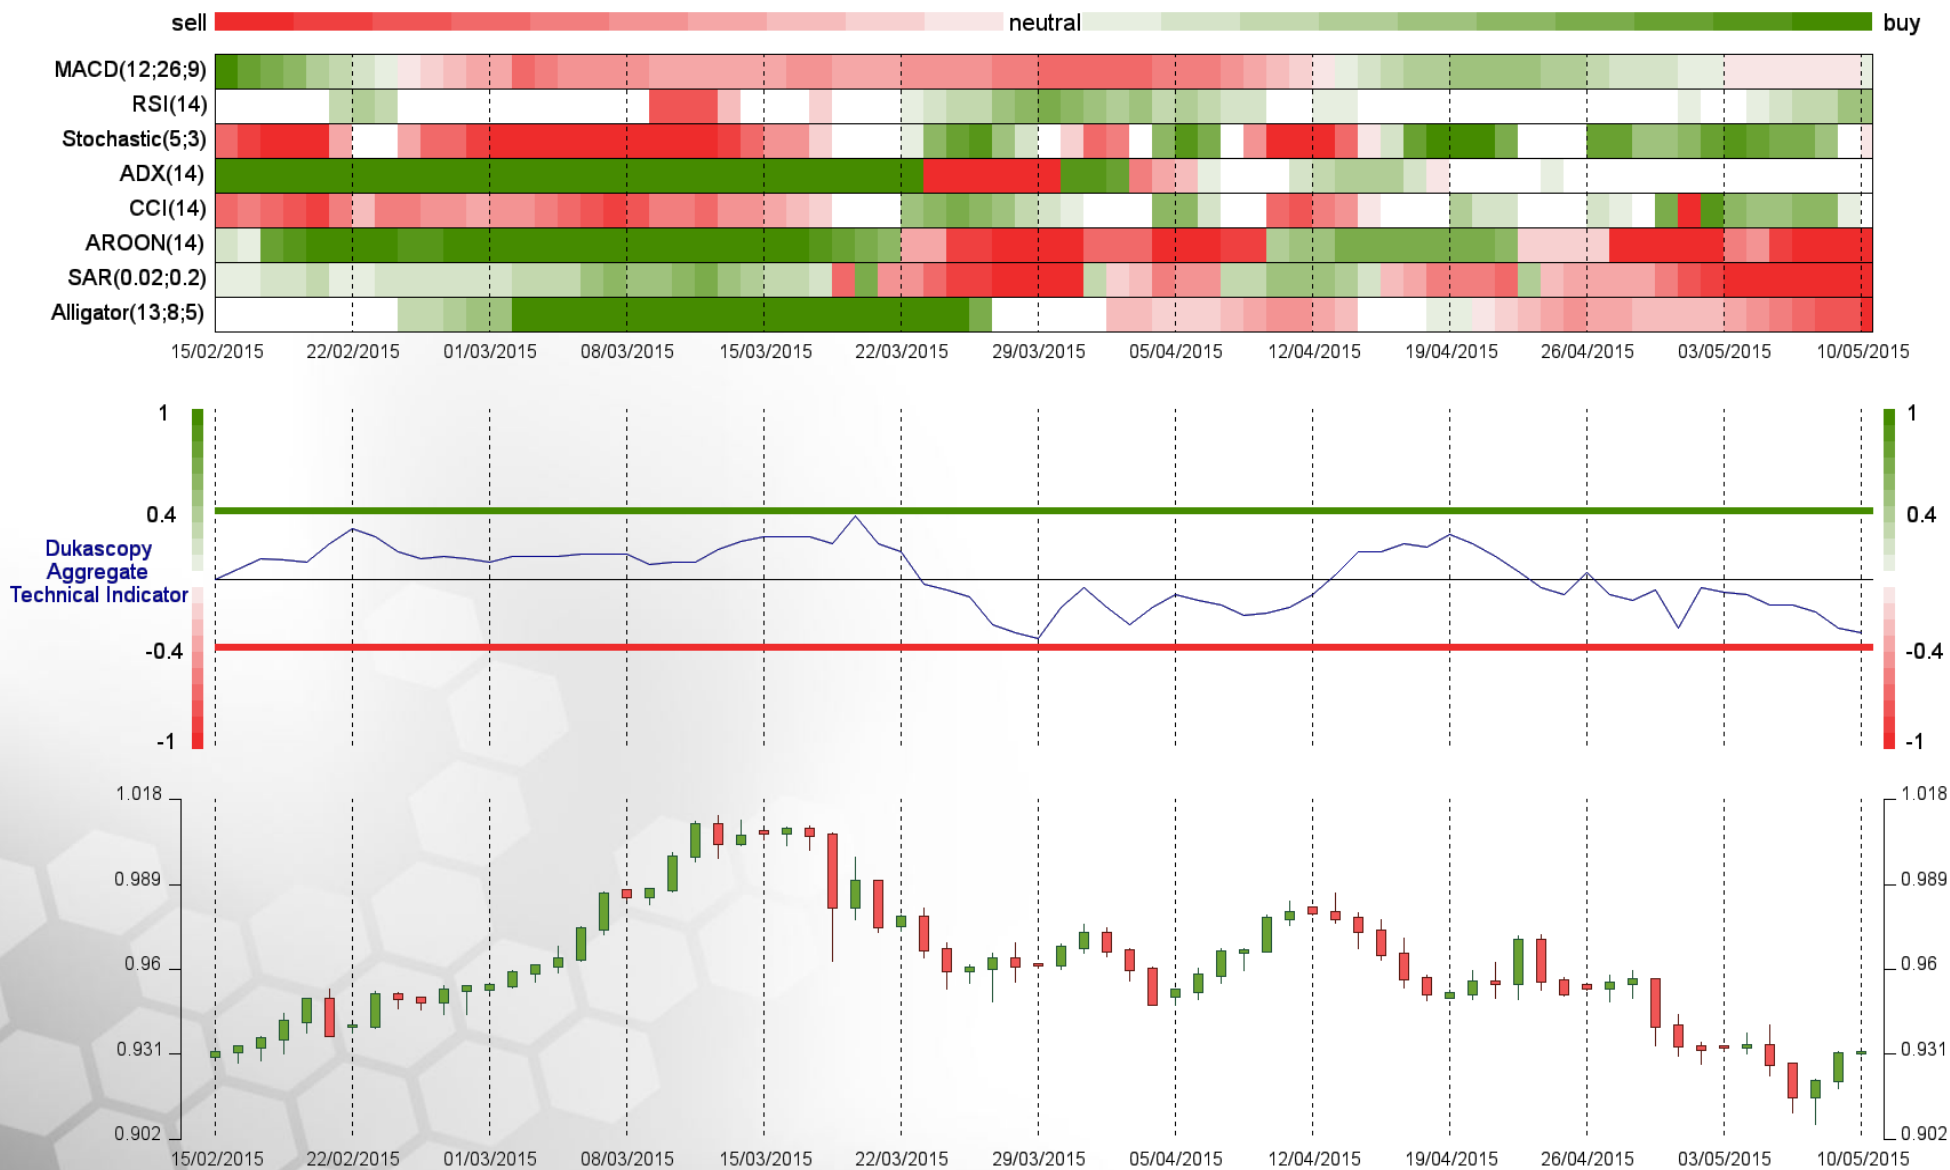 sell neutral buy
MACD(12;26;9)
RSI(14)
Stochastic(5;3)
ADX(14)
CCI(14)
AROON(14)
SAR(0.02;0.2)
Alligator(13;8;5)
15/02/2015 22/02/2015 01/03/2015 08/03/2015 15/03/2015 22/03/2015 29/03/2015 05/04/2015 12/04/2015 19/04/2015 26/04/2015 03/05/2015 10/05/2015
1 1
0.4 0.4
Dukascopy
Aggregate
Technical Indicator
-0.4 -0.4
-1 -1
1.018 1.018
0.989 0.989
0.96 0.96
0.931 0.931
0.902 0.902
15/02/2015 22/02/2015 01/03/2015 08/03/2015 15/03/2015 22/03/2015 29/03/2015 05/04/2015 12/04/2015 19/04/2015 26/04/2015 03/05/2015 10/05/2015